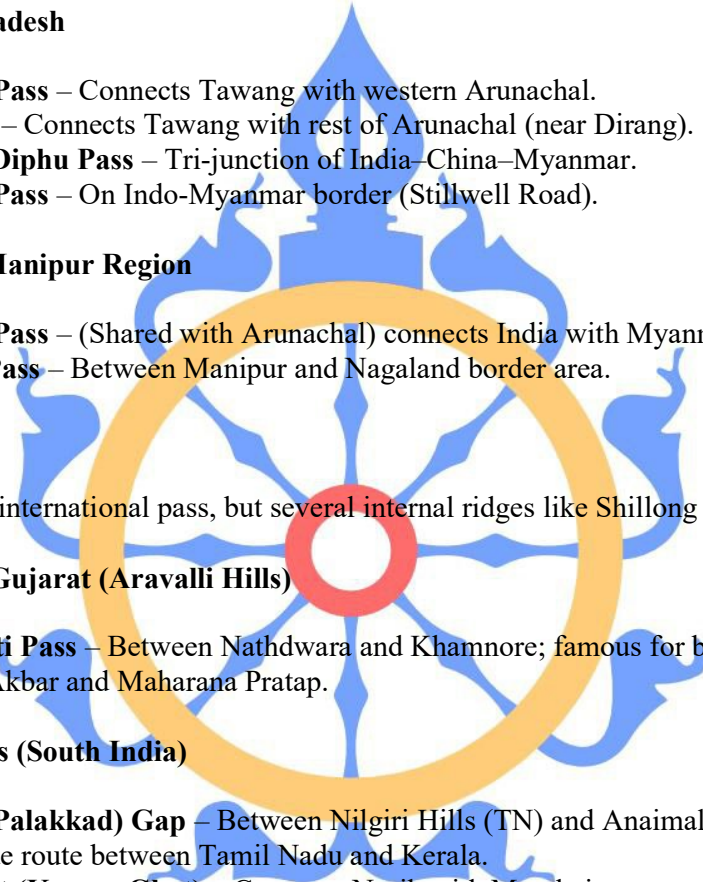 adesh
Pass – Connects Tawang with western Arunachal.
– Connects Tawang with rest of Arunachal (near Dirang).
Diphu Pass – Tri-junction of India–China–Myanmar.
Pass – On Indo-Myanmar border (Stillwell Road).
Manipur Region
Pass – (Shared with Arunachal) connects India with Myanm
Pass – Between Manipur and Nagaland border area.
international pass, but several internal ridges like Shillong
Gujarat (Aravalli Hills)
ti Pass – Between Nathdwara and Khamnore; famous for b
Akbar and Maharana Pratap.
s (South India)
Palakkad) Gap – Between Nilgiri Hills (TN) and Anaimal
e route between Tamil Nadu and Kerala.